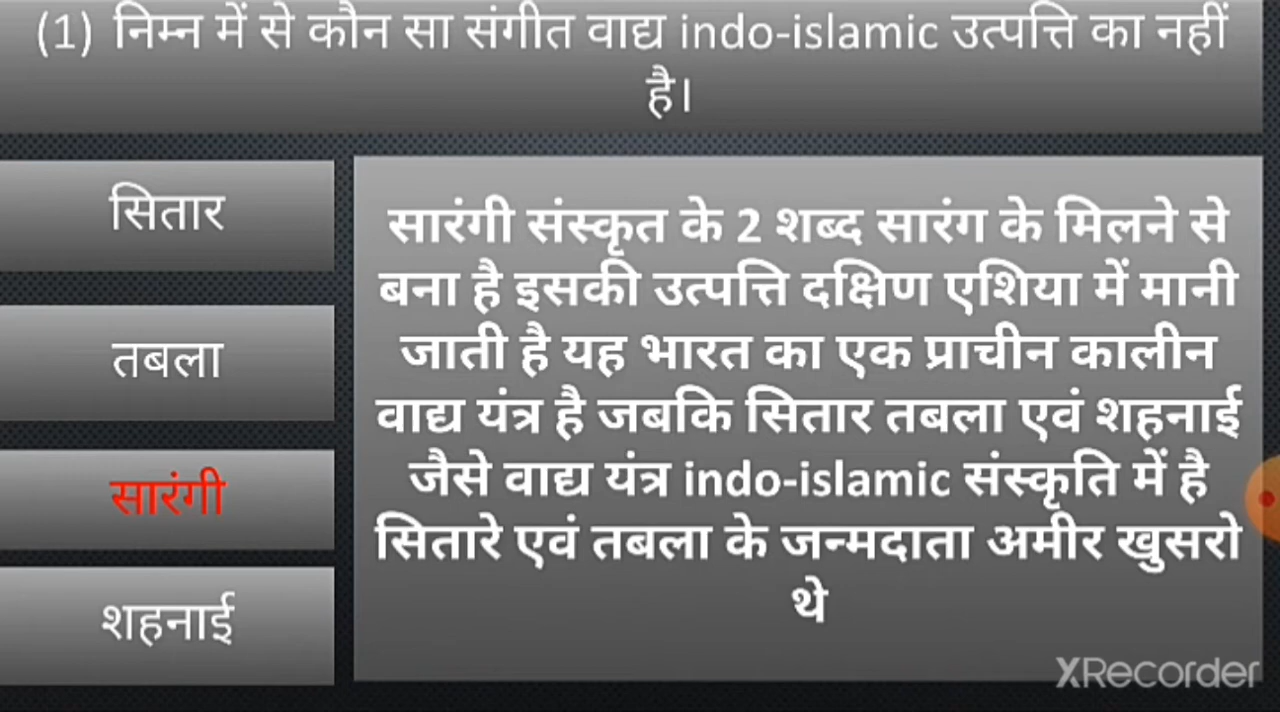 (1) निम्न में से कौन सा संगीत वाद्य indo-islamic उत्पत्ति का नहीं
है।
सितार
तबला
सारंगी
शहनाई
सारंगी संस्कृत के 2 शब्द सारंग के मिलने से
बना है इसकी उत्पत्ति दक्षिण एशिया में मानी
जाती है यह भारत का एक प्राचीन कालीन
वाद्य यंत्र है जबकि सितार तबला एवं शहनाई
जैसे वाद्य यंत्र indo-islamic संस्कृति में है
सितारे एवं तबला के जन्मदाता अमीर खुसरो
थे
XRecorder